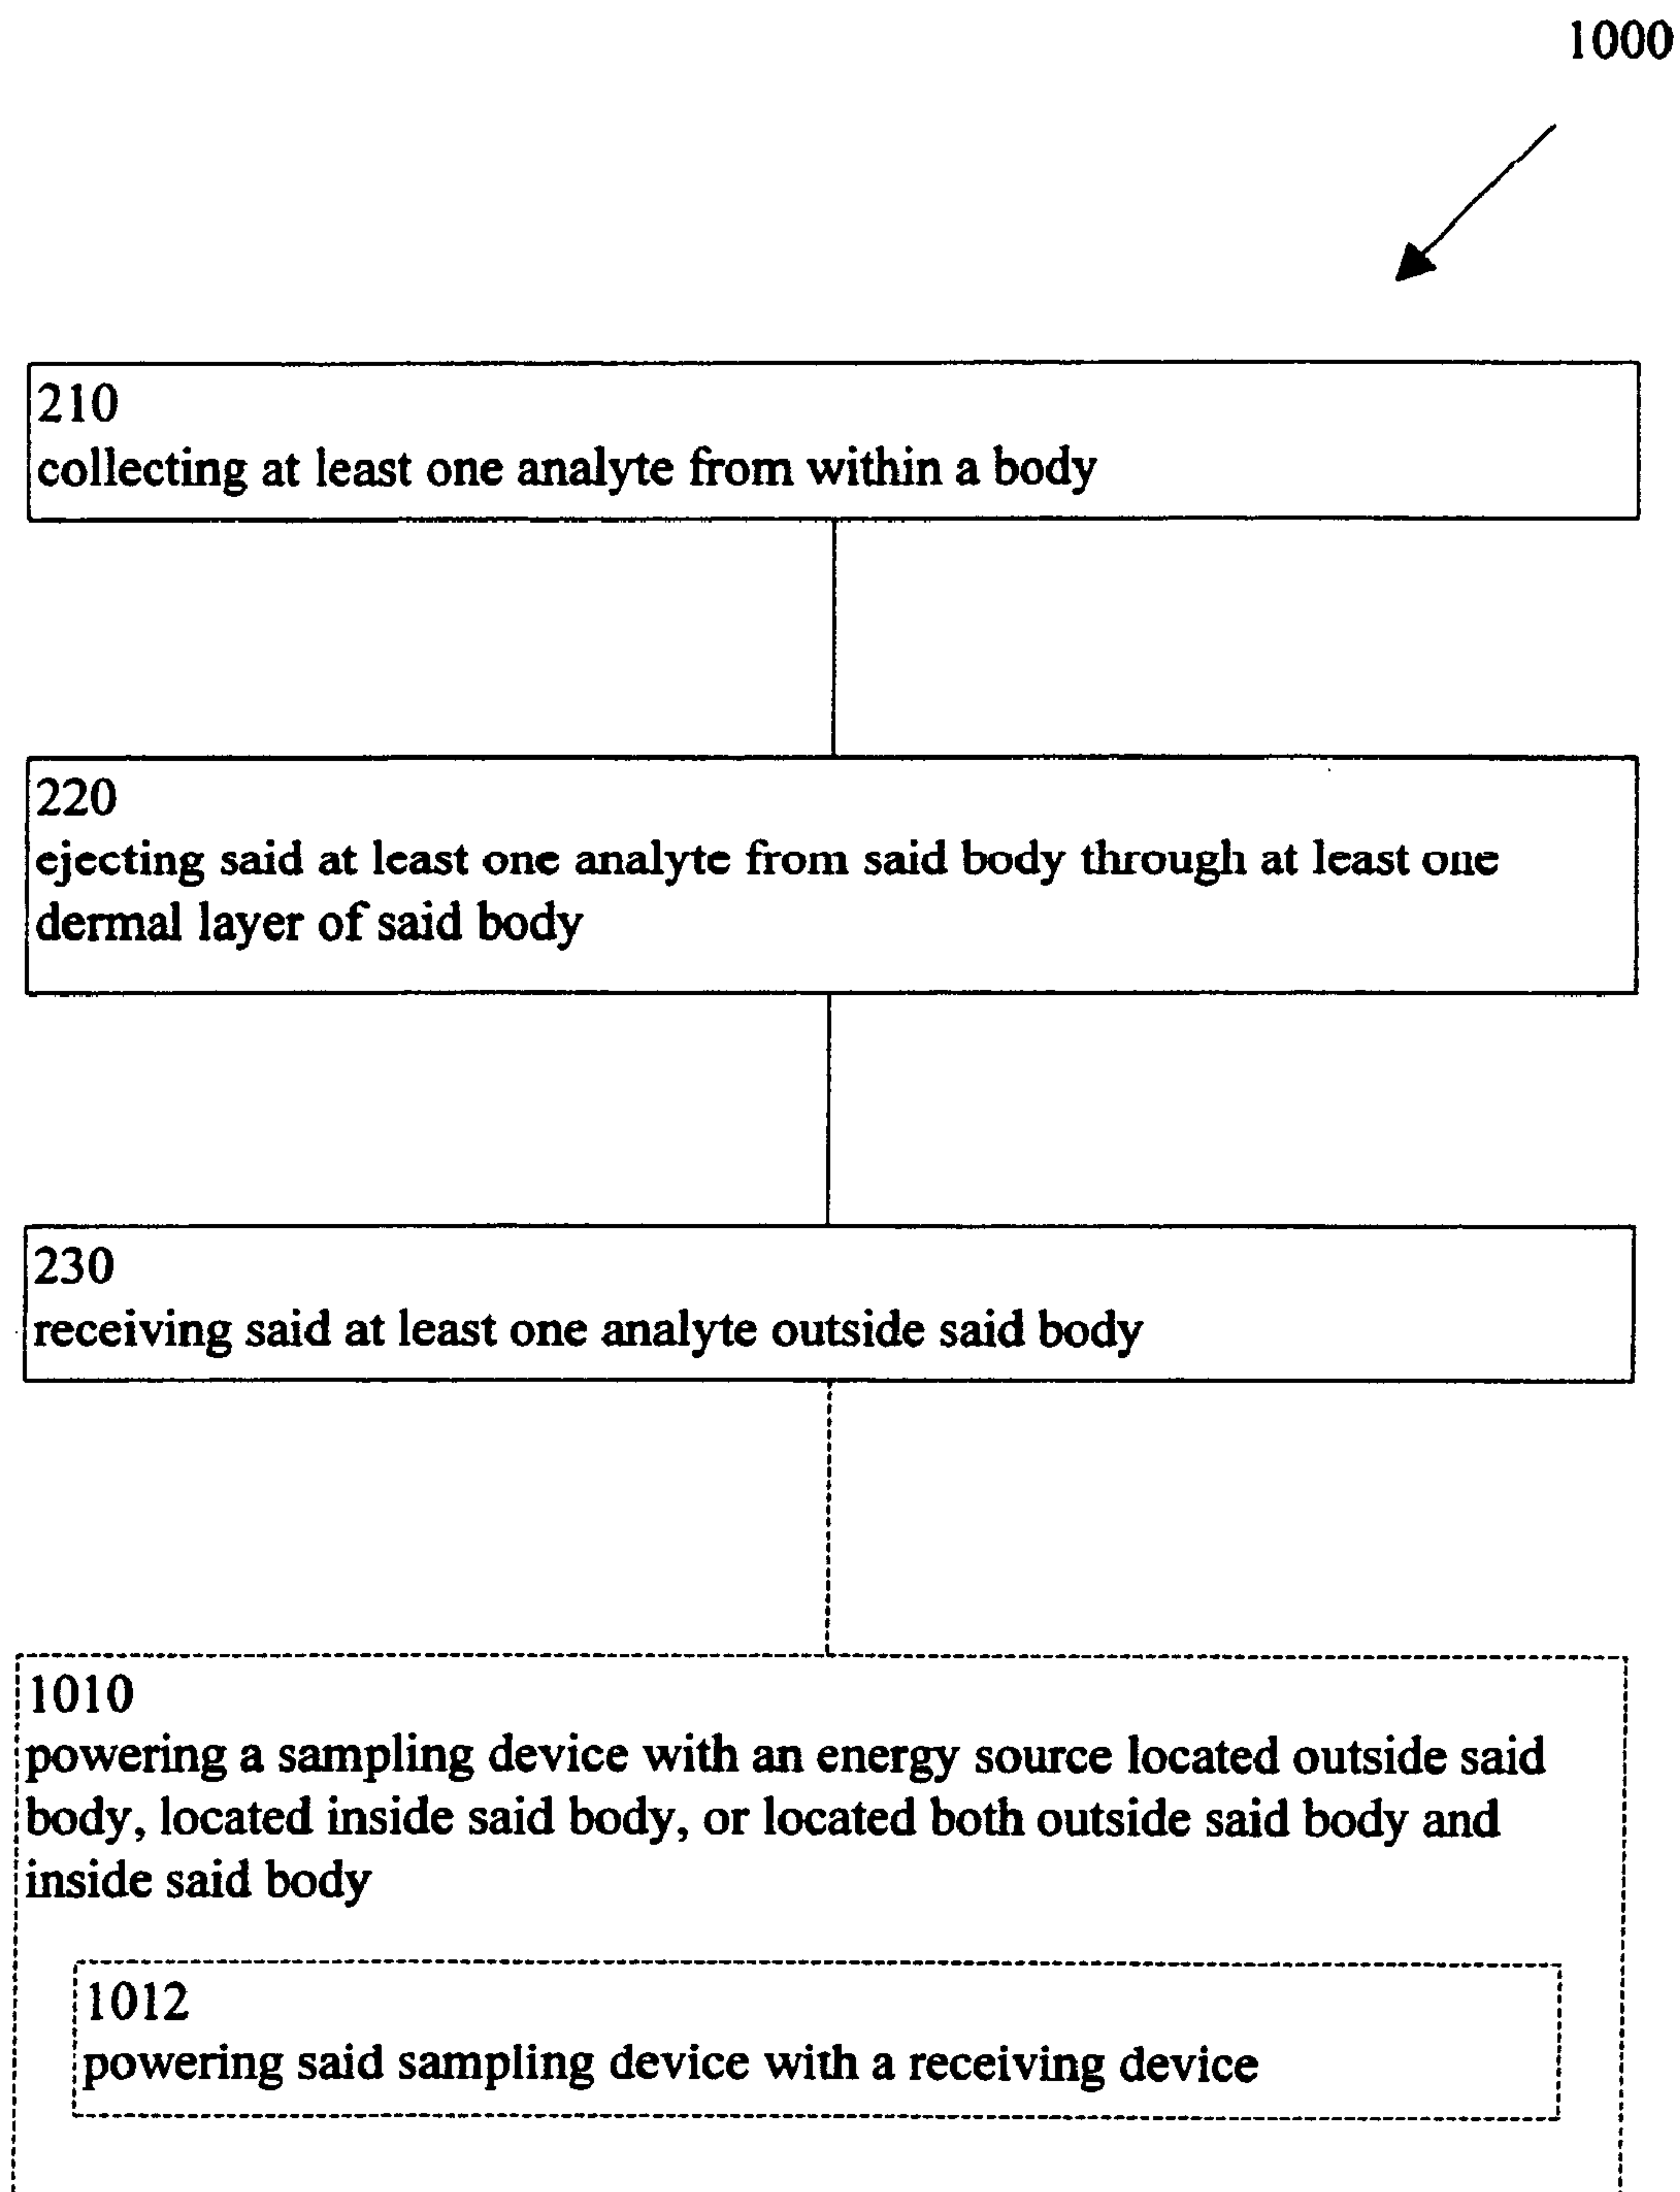 1000
210
collecting at least one analyte from within a body
220
ejecting said at least one analyte from said body through at least one
dermal layer of said body
230
receiving said at least one analyte outside said body
1010
powering a sampling device with an energy source located outside said
body, located inside said body, or located both outside said body and
inside said body
1012
powering said sampling device with a receiving device